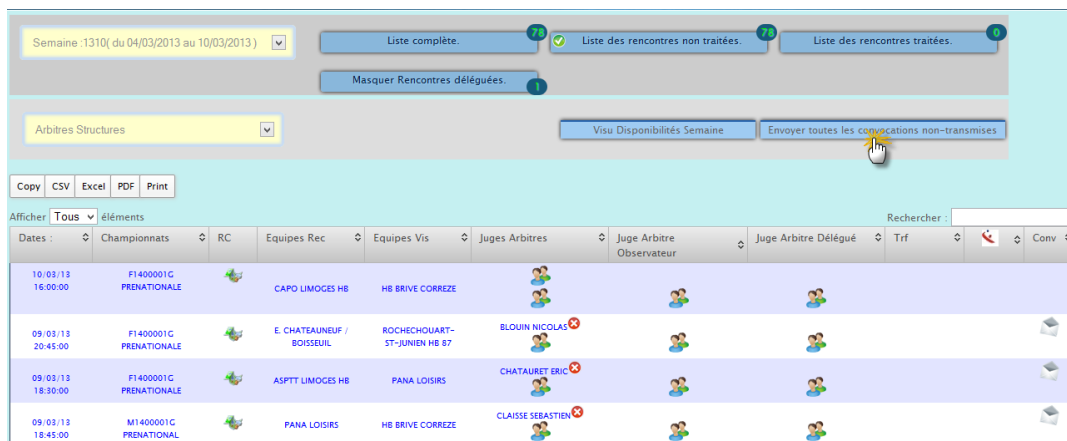 Semaine :1310( du 04/03/2013 au 10/03/2013 )
Liste complète. 78
Liste des rencontres non traitées. 78
Liste des rencontres traitées. 0
Masquer Rencontres déléguées. 1
Arbitres Structures
Visu Disponibilités Semaine
Envoyer toutes les convocations non-transmises
Copy CSV Excel PDF Print
Afficher Tous éléments
Rechercher :
Dates : Championnats RC Equipes Rec Equipes Vis Juges Arbitres Juge Arbitre Observateur Juge Arbitre Délégué Trf Conv
10/03/13 16:00:00 F1400001G PRENATIONALE CAPO LIMOGES HB HB BRIVE CORREZE
09/03/13 20:45:00 F1400001G PRENATIONALE E. CHATEAUNEUF / BOISSEUIL ROCHECHOUART-ST-JUNIEN HB 87 BLOUIN NICOLAS
09/03/13 18:30:00 F1400001G PRENATIONALE ASPTT LIMOGES HB PANA LOISIRS CHATAURET ERIC
09/03/13 18:45:00 M1400001G PRENATIONAL PANA LOISIRS HB BRIVE CORREZE CLAISSE SEBASTIEN